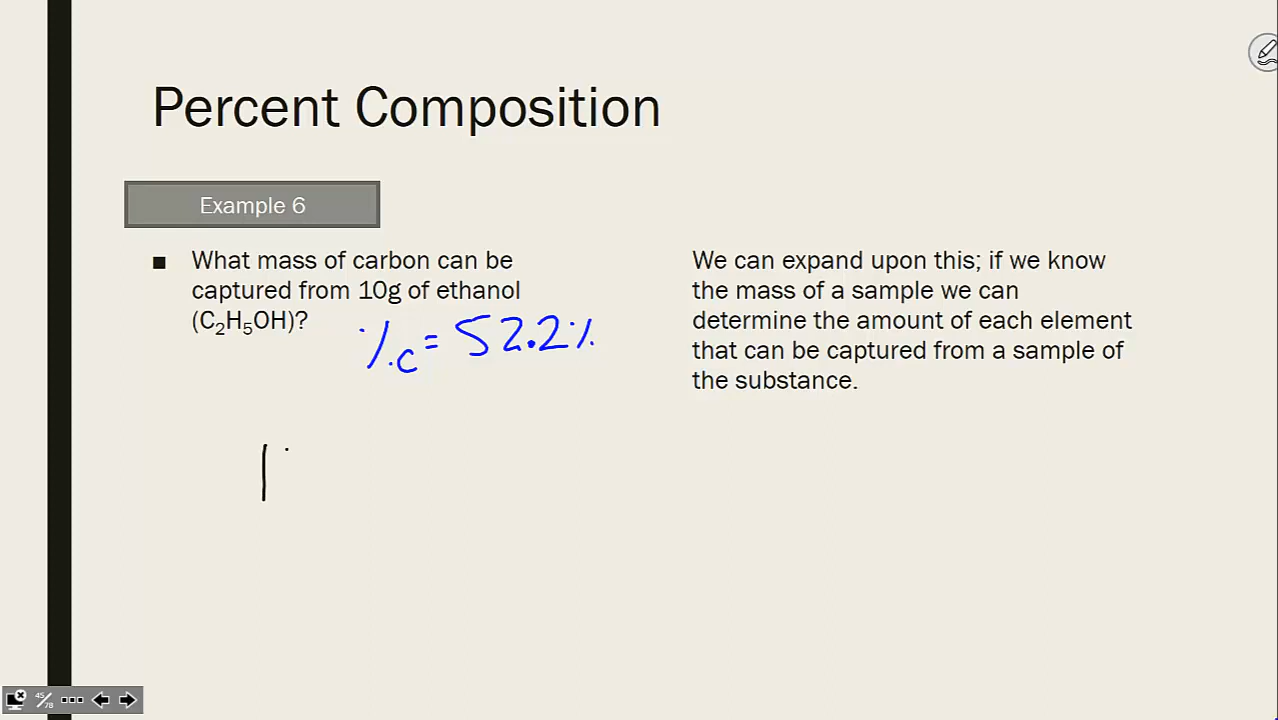 Percent Composition
Example 6
■ What mass of carbon can be
captured from 10g of ethanol
(C₂H₅OH)?
%c = 52.2%
We can expand upon this; if we know
the mass of a sample we can
determine the amount of each element
that can be captured from a sample of
the substance.
45/78